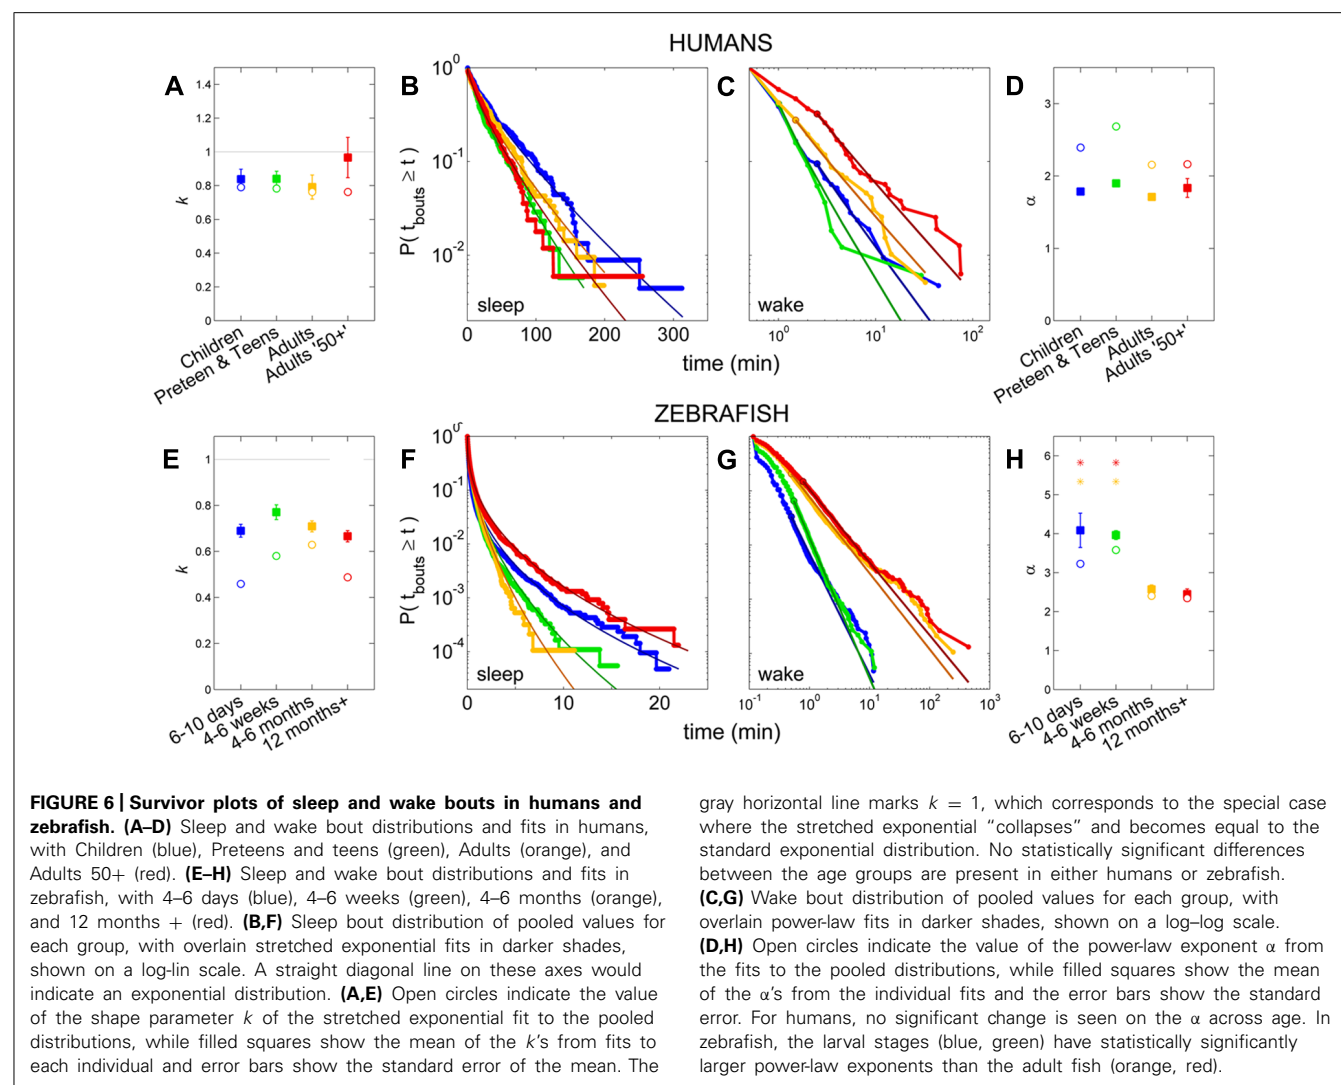 HUMANS
A
1.5
1.4
1.2
1
0.8
0.6
0.4
0.2
0
k
Children
Preteen & Teens
Adults
Adults '50+'
B
10⁰
10⁻¹
10⁻²
P( t_bouts ≥ t )
sleep
0 100 200 300
time (min)
C
wake
10⁰ 10¹ 10²
time (min)
D
3
2
1
0
α
Children
Preteen & Teens
Adults
Adults '50+'
ZEBRAFISH
E
1
0.8
0.6
0.4
0.2
0
k
6-10 days
4-6 weeks
4-6 months
12 months+
F
10⁰
10⁻¹
10⁻²
10⁻³
10⁻⁴
P( t_bouts ≥ t )
sleep
0 10 20
time (min)
G
wake
10⁻¹ 10⁰ 10¹ 10² 10³
time (min)
H
6
5
4
3
2
1
0
α
* *
* *
6-10 days
4-6 weeks
4-6 months
12 months+
FIGURE 6 | Survivor plots of sleep and wake bouts in humans and
zebrafish. (A–D) Sleep and wake bout distributions and fits in humans,
with Children (blue), Preteens and teens (green), Adults (orange), and
Adults 50+ (red). (E–H) Sleep and wake bout distributions and fits in
zebrafish, with 4–6 days (blue), 4–6 weeks (green), 4–6 months (orange),
and 12 months + (red). (B,F) Sleep bout distribution of pooled values for
each group, with overlain stretched exponential fits in darker shades,
shown on a log-lin scale. A straight diagonal line on these axes would
indicate an exponential distribution. (A,E) Open circles indicate the value
of the shape parameter k of the stretched exponential fit to the pooled
distributions, while filled squares show the mean of the k's from fits to
each individual and error bars show the standard error of the mean. The
gray horizontal line marks k = 1, which corresponds to the special case
where the stretched exponential “collapses” and becomes equal to the
standard exponential distribution. No statistically significant differences
between the age groups are present in either humans or zebrafish.
(C,G) Wake bout distribution of pooled values for each group, with
overlain power-law fits in darker shades, shown on a log–log scale.
(D,H) Open circles indicate the value of the power-law exponent α from
the fits to the pooled distributions, while filled squares show the mean
of the α's from the individual fits and the error bars show the standard
error. For humans, no significant change is seen on the α across age. In
zebrafish, the larval stages (blue, green) have statistically significantly
larger power-law exponents than the adult fish (orange, red).